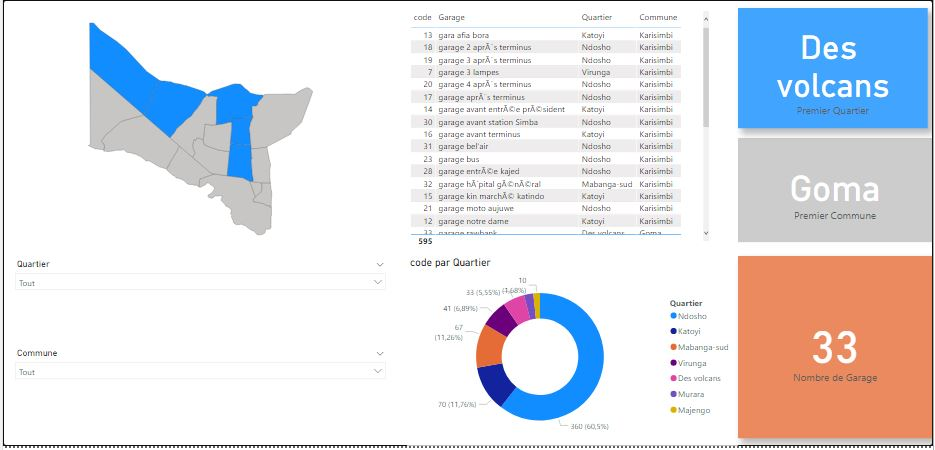 code Garage Quartier Commune
13 gara afia bora Katoyi Karisimbi
18 garage 2 aprÃ¨s terminus Ndosho Karisimbi
19 garage 3 aprÃ¨s terminus Ndosho Karisimbi
7 garage 3 lampes Virunga Karisimbi
20 garage 4 aprÃ¨s terminus Ndosho Karisimbi
17 garage aprÃ¨s terminus Ndosho Karisimbi
14 garage avant entrÃ©e prÃ©sident Katoyi Karisimbi
30 garage avant station Simba Ndosho Karisimbi
16 garage avant terminus Katoyi Karisimbi
31 garage bel'air Ndosho Karisimbi
23 garage bus Ndosho Karisimbi
28 garage entrÃ©e kajed Ndosho Karisimbi
32 garage hÃ´pital gÃ©nÃ©ral Mabanga-sud Karisimbi
15 garage kin marchÃ© katindo Katoyi Karisimbi
21 garage moto aujuwe Ndosho Karisimbi
12 garage notre dame Katoyi Karisimbi
33 garage rawbank Des volcans Goma
595
Des
volcans
Premier Quartier
Goma
Premier Commune
33
Nombre de Garage
Quartier
Tout
Commune
Tout
code par Quartier
10
(1,68%)
33 (5,55%)
41 (6,89%)
67
(11,26%)
70 (11,76%)
360 (60,5%)
Quartier
Ndosho
Katoyi
Mabanga-sud
Virunga
Des volcans
Murara
Majengo